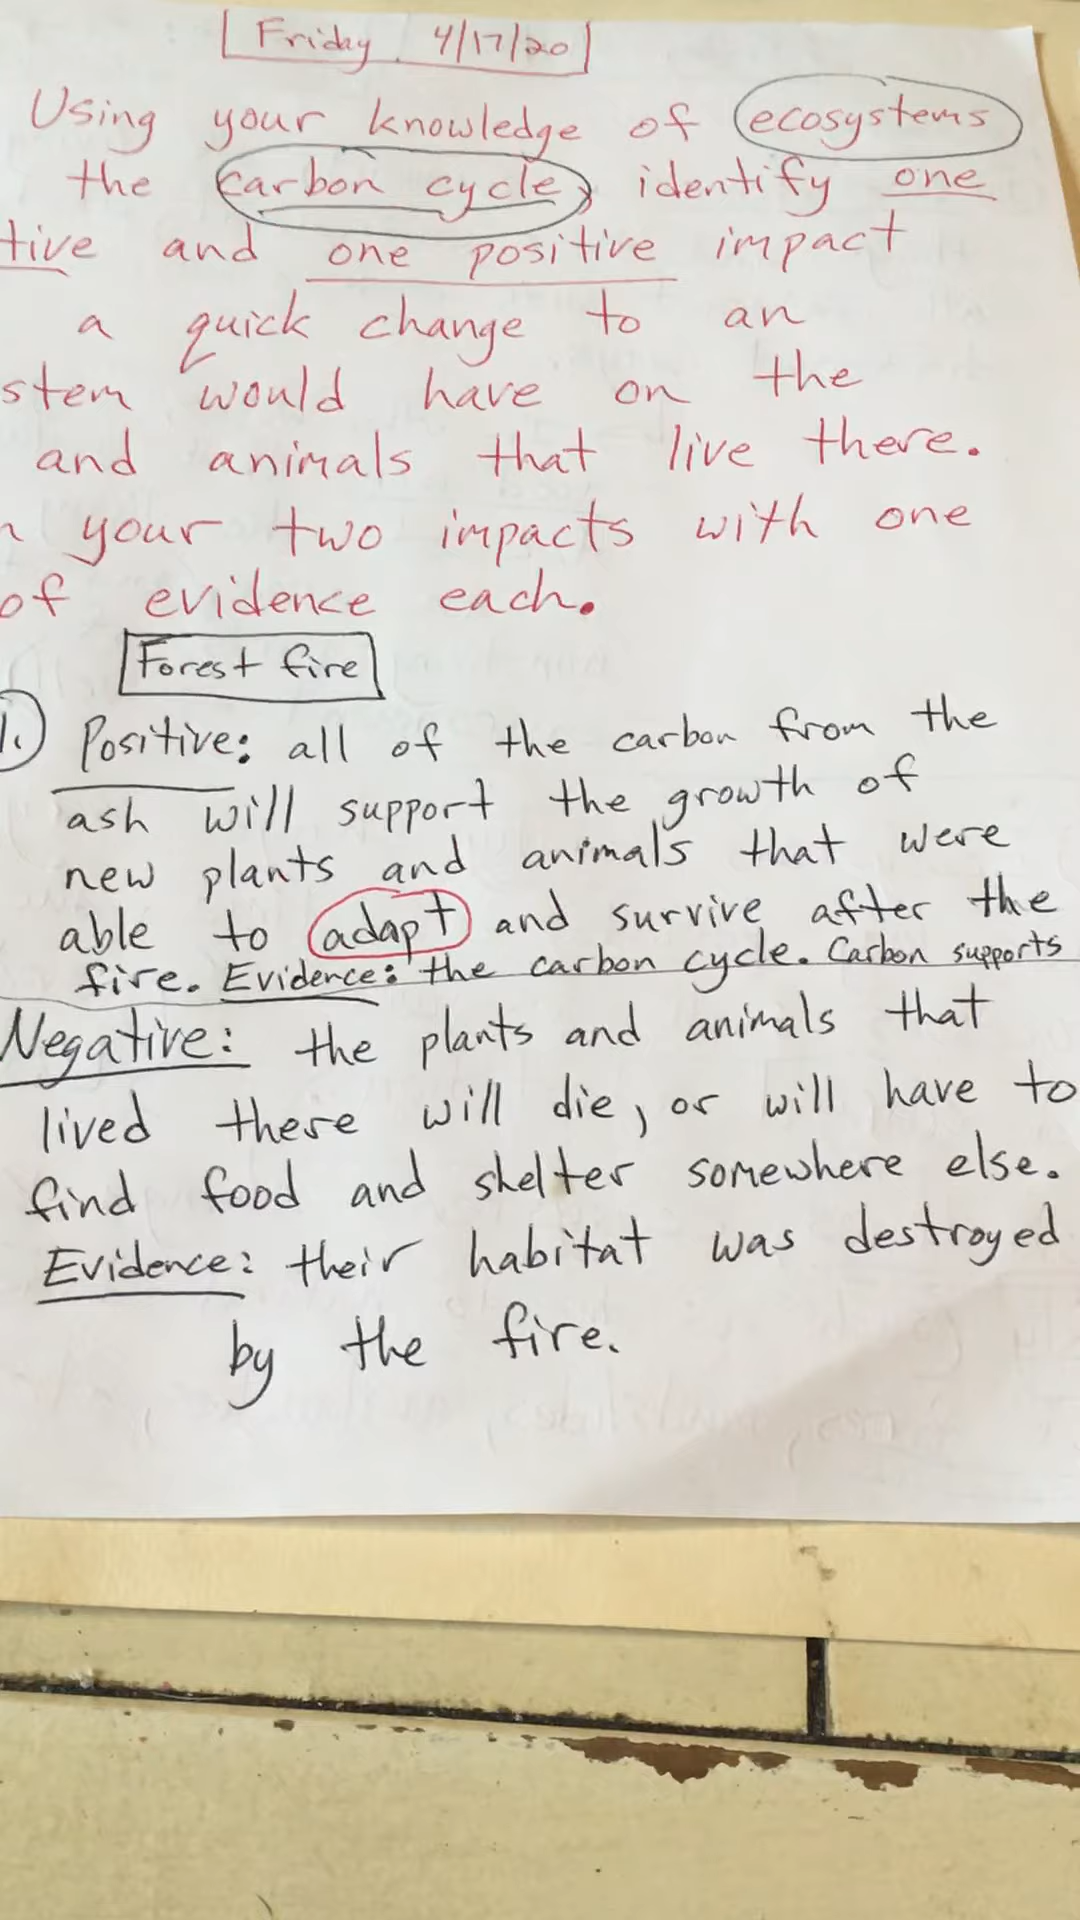 Friday 4/17/20
Using your knowledge of ecosystems
the carbon cycle, identify one
tive and one positive impact
a quick change to an
stem would have on the
and animals that live there.
n your two impacts with one
of evidence each.
Forest fire
1. Positive: all of the carbon from the
ash will support the growth of
new plants and animals that were
able to adapt and survive after the
fire. Evidence: the carbon cycle. Carbon supports
Negative: the plants and animals that
lived there will die, or will have to
find food and shelter somewhere else.
Evidence: their habitat was destroyed
by the fire.